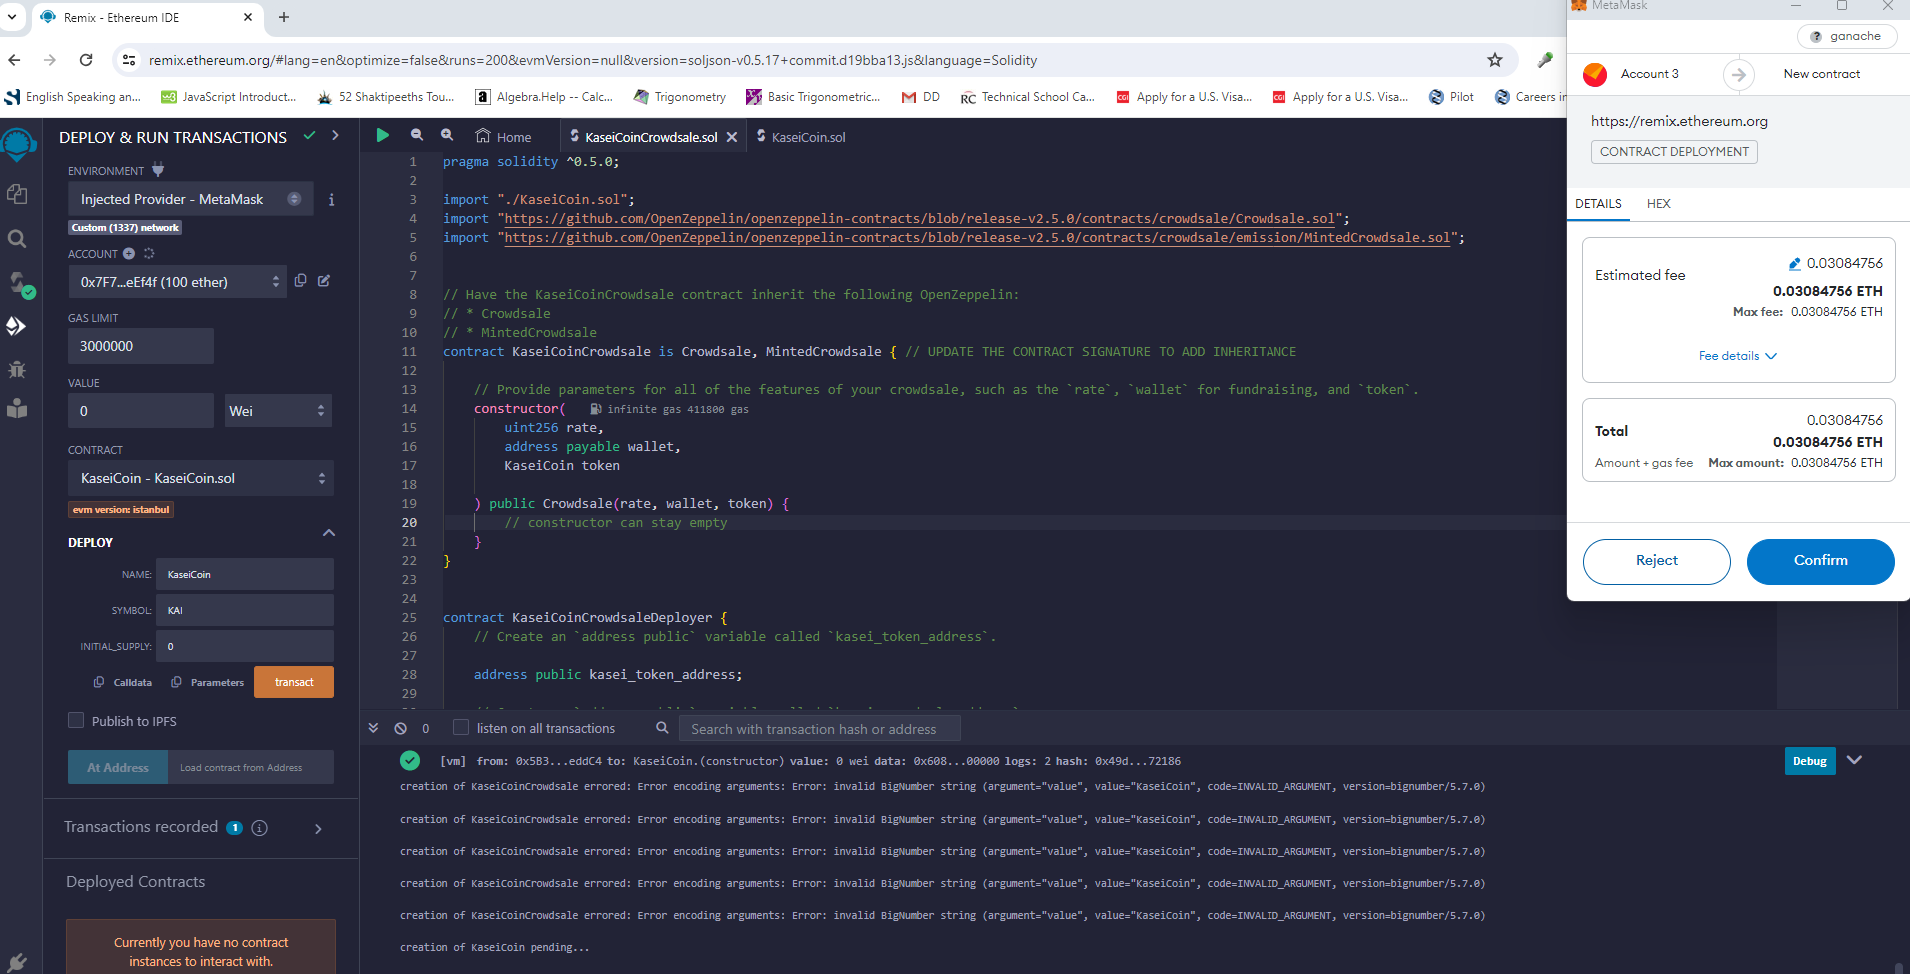 Remix - Ethereum IDE
remix.ethereum.org/#lang=en&optimize=false&runs=200&evmVersion=null&version=soljson-v0.5.17+commit.d19bba13.js&language=Solidity
English Speaking an...
JavaScript Introduct...
52 Shaktipeeths Tou...
Algebra.Help -- Calc...
Trigonometry
Basic Trigonometric...
DD
Technical School Ca...
Apply for a U.S. Visa...
Apply for a U.S. Visa...
Pilot
Careers in
DEPLOY & RUN TRANSACTIONS
ENVIRONMENT
Injected Provider - MetaMask
Custom (1337) network
ACCOUNT
0x7F7...eEf4f (100 ether)
GAS LIMIT
3000000
VALUE
0
Wei
CONTRACT
KaseiCoin - KaseiCoin.sol
evm version: istanbul
DEPLOY
NAME: KaseiCoin
SYMBOL: KAI
INITIAL_SUPPLY: 0
Calldata
Parameters
transact
Publish to IPFS
At Address
Load contract from Address
Transactions recorded 1
Deployed Contracts
Currently you have no contract
instances to interact with.
Home
KaseiCoinCrowdsale.sol
KaseiCoin.sol
1 pragma solidity ^0.5.0;
2
3 import "./KaseiCoin.sol";
4 import "https://github.com/OpenZeppelin/openzeppelin-contracts/blob/release-v2.5.0/contracts/crowdsale/Crowdsale.sol";
5 import "https://github.com/OpenZeppelin/openzeppelin-contracts/blob/release-v2.5.0/contracts/crowdsale/emission/MintedCrowdsale.sol";
6
7
8 // Have the KaseiCoinCrowdsale contract inherit the following OpenZeppelin:
9 // * Crowdsale
10 // * MintedCrowdsale
11 contract KaseiCoinCrowdsale is Crowdsale, MintedCrowdsale { // UPDATE THE CONTRACT SIGNATURE TO ADD INHERITANCE
12
13 // Provide parameters for all of the features of your crowdsale, such as the `rate`, `wallet` for fundraising, and `token`.
14 constructor( infinite gas 411800 gas
15 uint256 rate,
16 address payable wallet,
17 KaseiCoin token
18
19 ) public Crowdsale(rate, wallet, token) {
20 // constructor can stay empty
21 }
22 }
23
24
25 contract KaseiCoinCrowdsaleDeployer {
26 // Create an `address public` variable called `kasei_token_address`.
27
28 address public kasei_token_address;
29
0
listen on all transactions
Search with transaction hash or address
[vm] from: 0x5B3...eddC4 to: KaseiCoin.(constructor) value: 0 wei data: 0x608...00000 logs: 2 hash: 0x49d...72186
Debug
creation of KaseiCoinCrowdsale errored: Error encoding arguments: Error: invalid BigNumber string (argument="value", value="KaseiCoin", code=INVALID_ARGUMENT, version=bignumber/5.7.0)
creation of KaseiCoinCrowdsale errored: Error encoding arguments: Error: invalid BigNumber string (argument="value", value="KaseiCoin", code=INVALID_ARGUMENT, version=bignumber/5.7.0)
creation of KaseiCoinCrowdsale errored: Error encoding arguments: Error: invalid BigNumber string (argument="value", value="KaseiCoin", code=INVALID_ARGUMENT, version=bignumber/5.7.0)
creation of KaseiCoinCrowdsale errored: Error encoding arguments: Error: invalid BigNumber string (argument="value", value="KaseiCoin", code=INVALID_ARGUMENT, version=bignumber/5.7.0)
creation of KaseiCoinCrowdsale errored: Error encoding arguments: Error: invalid BigNumber string (argument="value", value="KaseiCoin", code=INVALID_ARGUMENT, version=bignumber/5.7.0)
creation of KaseiCoin pending...
MetaMask
ganache
Account 3
New contract
https://remix.ethereum.org
CONTRACT DEPLOYMENT
DETAILS
HEX
Estimated fee
0.03084756
0.03084756 ETH
Max fee: 0.03084756 ETH
Fee details
0.03084756
Total
0.03084756 ETH
Amount + gas fee
Max amount: 0.03084756 ETH
Reject
Confirm